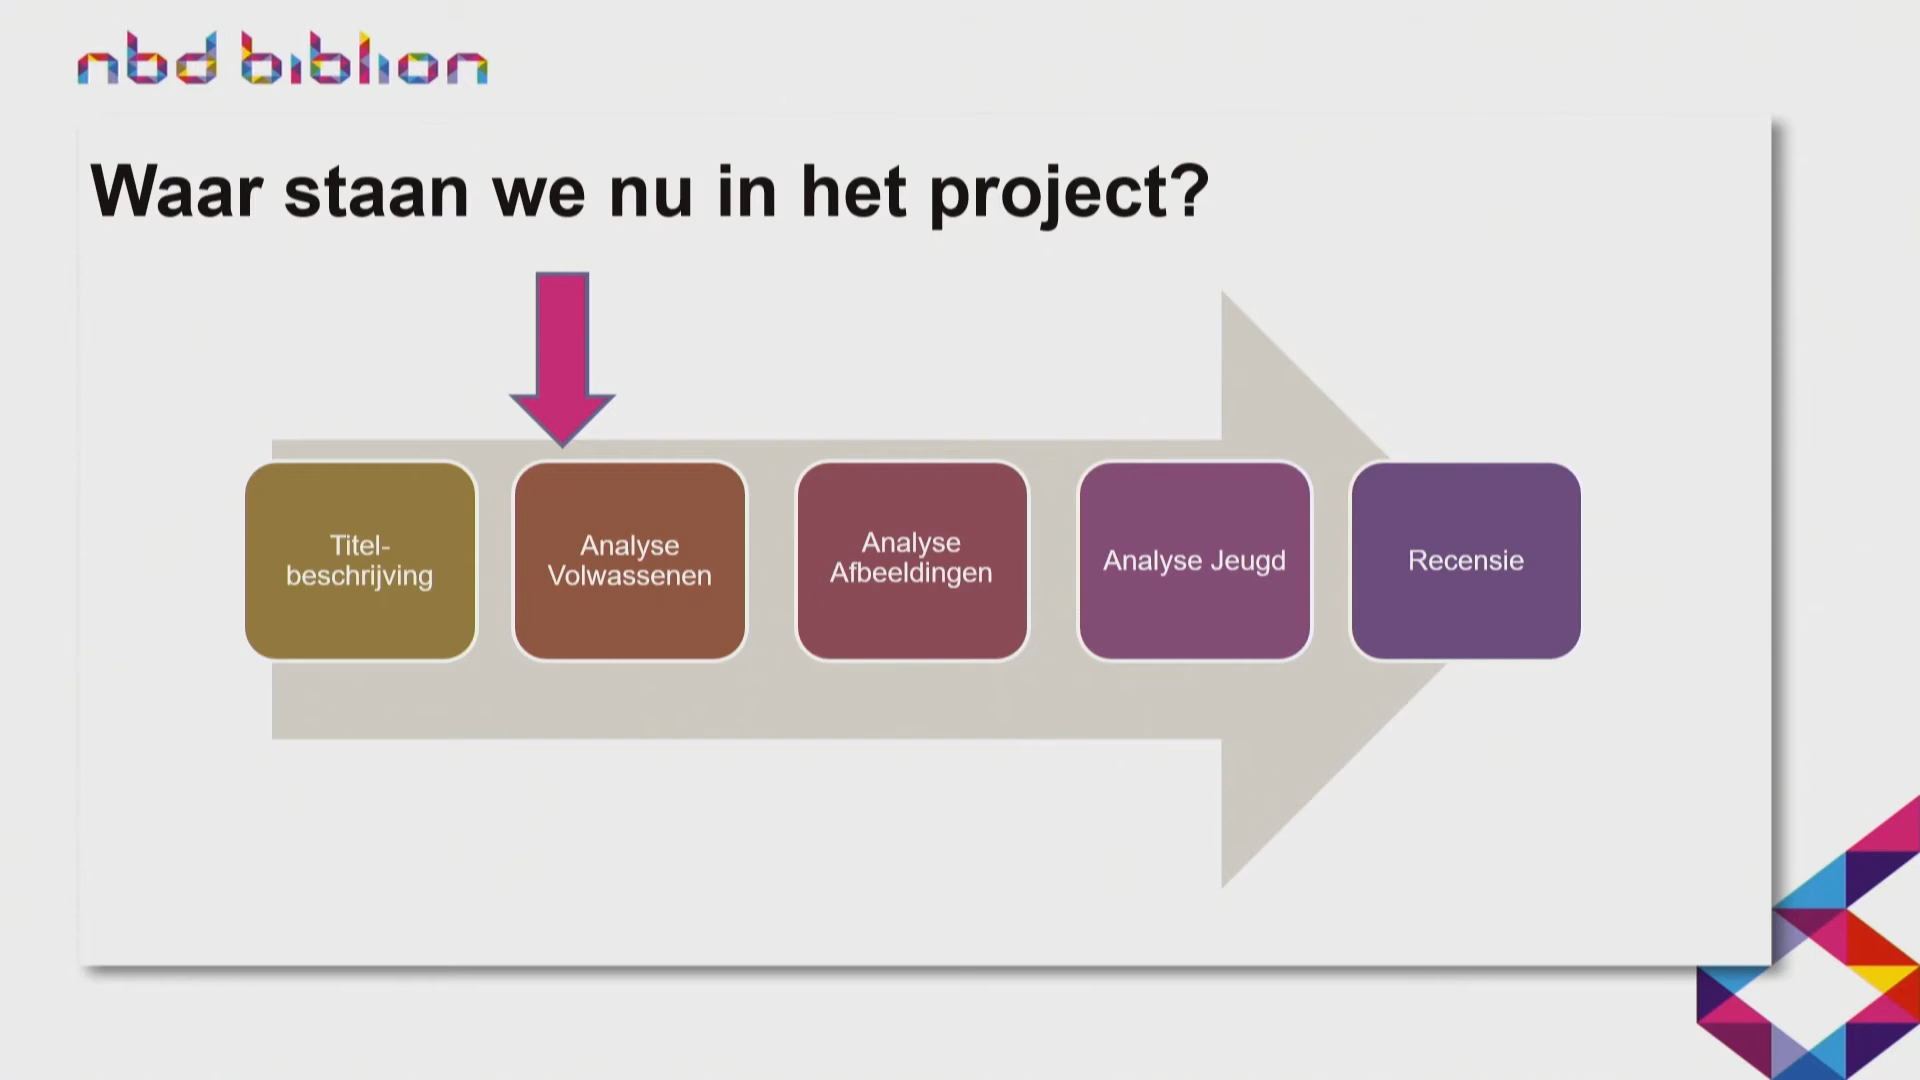 nbd biblion
Waar staan we nu in het project?
Titel-
beschrijving
Analyse
Volwassenen
Analyse
Afbeeldingen
Analyse Jeugd
Recensie